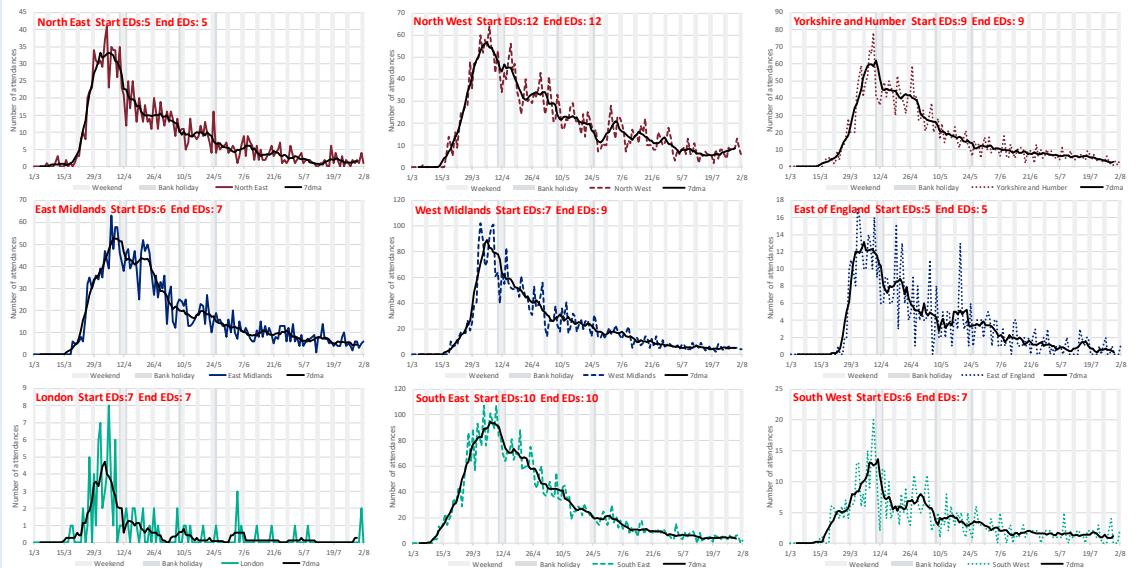 North East Start EDs:5 End EDs: 5
Number of attendances
45
40
35
30
25
20
15
10
5
0
1/3 15/3 29/3 12/4 26/4 10/5 24/5 7/6 21/6 5/7 19/7 2/8
Weekend Bank holiday North East 7dma
North West Start EDs:12 End EDs: 12
Number of attendances
70
60
50
40
30
20
10
0
1/3 15/3 29/3 12/4 26/4 10/5 24/5 7/6 21/6 5/7 19/7 2/8
Weekend Bank holiday North West 7dma
Yorkshire and Humber Start EDs:9 End EDs: 9
Number of attendances
90
80
70
60
50
40
30
20
10
0
1/3 15/3 29/3 12/4 26/4 10/5 24/5 7/6 21/6 5/7 19/7 2/8
Weekend Bank holiday Yorkshire and Humber 7dma
East Midlands Start EDs:6 End EDs: 7
Number of attendances
70
60
50
40
30
20
10
0
1/3 15/3 29/3 12/4 26/4 10/5 24/5 7/6 21/6 5/7 19/7 2/8
Weekend Bank holiday East Midlands 7dma
West Midlands Start EDs:7 End EDs: 9
Number of attendances
120
100
80
60
40
20
0
1/3 15/3 29/3 12/4 26/4 10/5 24/5 7/6 21/6 5/7 19/7 2/8
Weekend Bank holiday West Midlands 7dma
East of England Start EDs:5 End EDs: 5
Number of attendances
18
16
14
12
10
8
6
4
2
0
1/3 15/3 29/3 12/4 26/4 10/5 24/5 7/6 21/6 5/7 19/7 2/8
Weekend Bank holiday East of England 7dma
London Start EDs:7 End EDs: 7
Number of attendances
9
8
7
6
5
4
3
2
1
0
1/3 15/3 29/3 12/4 26/4 10/5 24/5 7/6 21/6 5/7 19/7 2/8
Weekend Bank holiday London 7dma
South East Start EDs:10 End EDs: 10
Number of attendances
120
100
80
60
40
20
0
1/3 15/3 29/3 12/4 26/4 10/5 24/5 7/6 21/6 5/7 19/7 2/8
Weekend Bank holiday South East 7dma
South West Start EDs:6 End EDs: 7
Number of attendances
25
20
15
10
5
0
1/3 15/3 29/3 12/4 26/4 10/5 24/5 7/6 21/6 5/7 19/7 2/8
Weekend Bank holiday South West 7dma